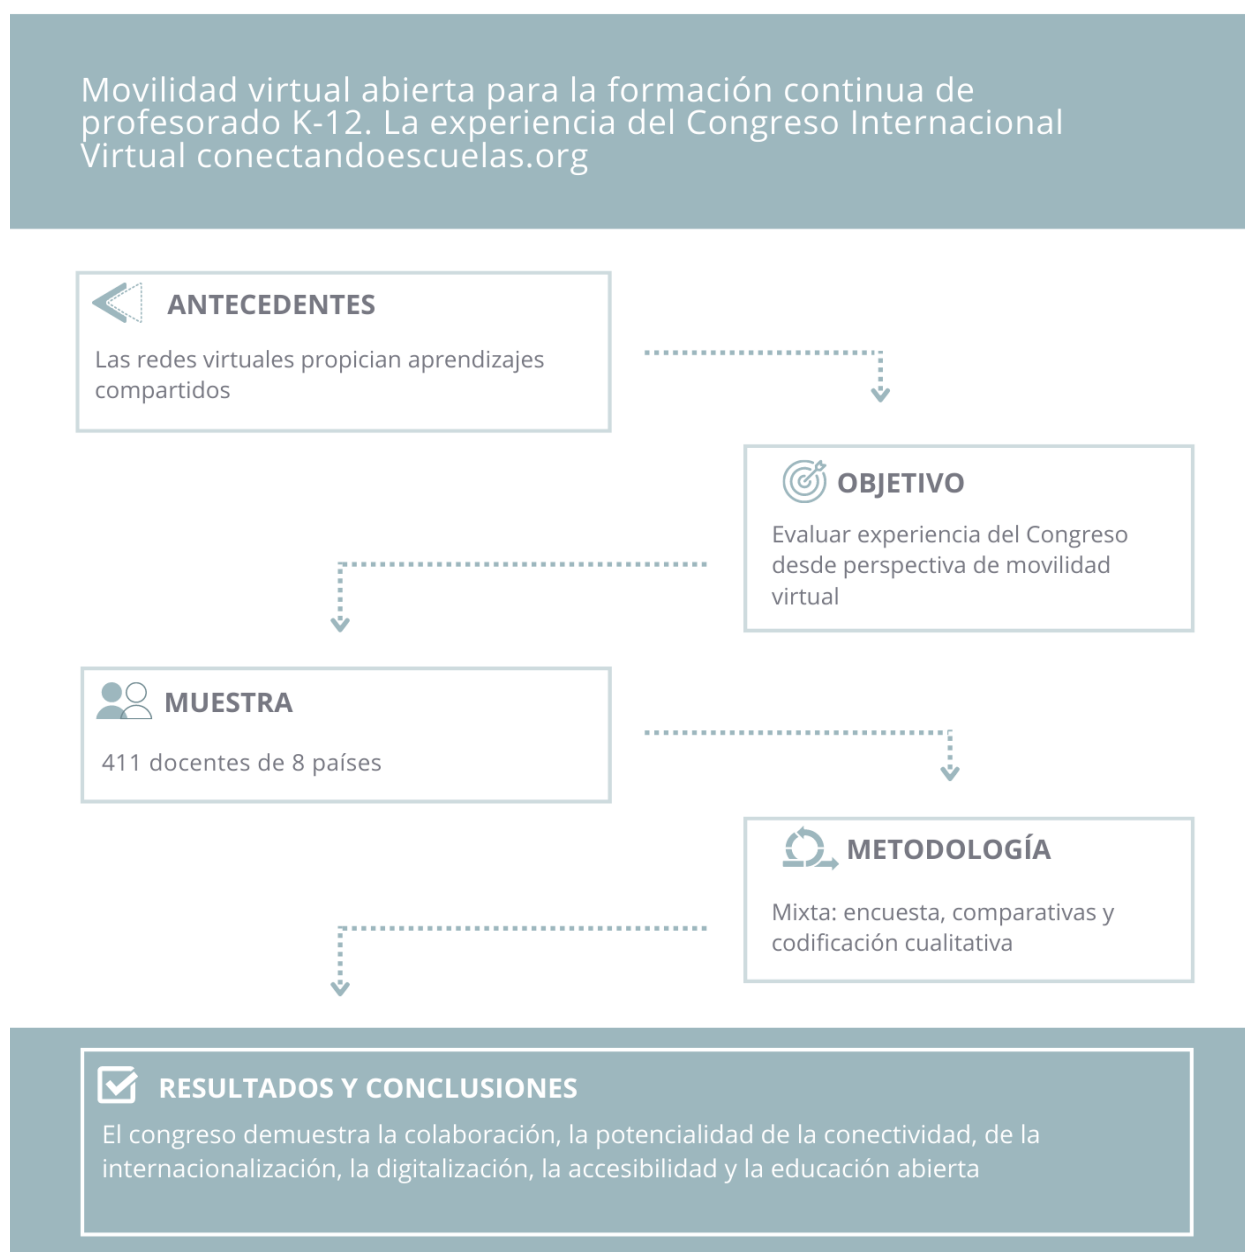 Movilidad virtual abierta para la formación continua de
profesorado K-12. La experiencia del Congreso Internacional
Virtual conectandoescuelas.org
ANTECEDENTES
Las redes virtuales propician aprendizajes
compartidos
OBJETIVO
Evaluar experiencia del Congreso
desde perspectiva de movilidad
virtual
MUESTRA
411 docentes de 8 países
METODOLOGÍA
Mixta: encuesta, comparativas y
codificación cualitativa
RESULTADOS Y CONCLUSIONES
El congreso demuestra la colaboración, la potencialidad de la conectividad, de la
internacionalización, la digitalización, la accesibilidad y la educación abierta